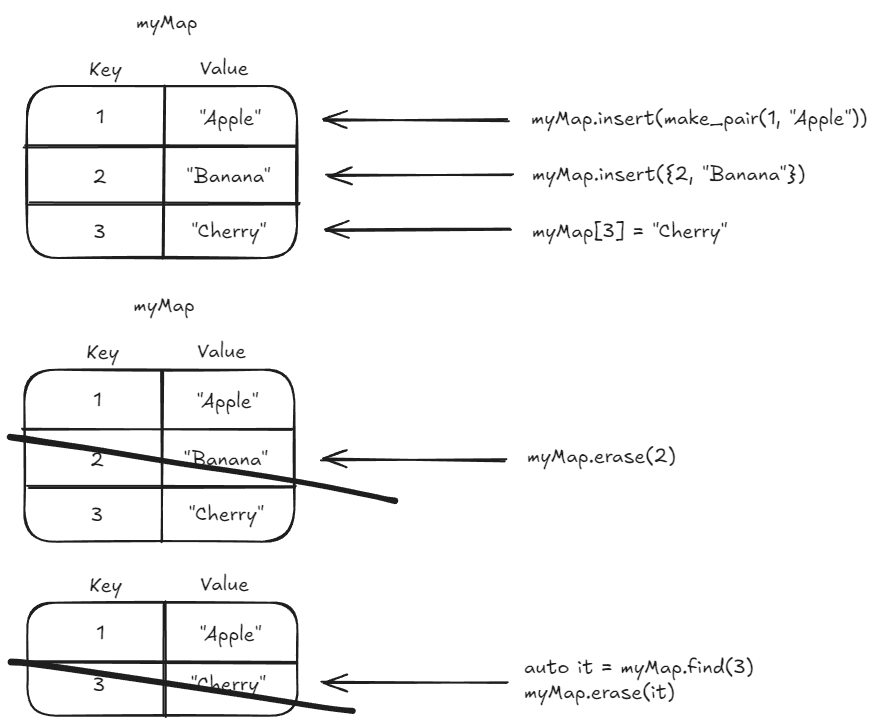 myMap
Key Value
1 "Apple" myMap.insert(make_pair(1, "Apple"))
2 "Banana" myMap.insert({2, "Banana"})
3 "Cherry" myMap[3] = "Cherry"
myMap
Key Value
1 "Apple"
2 "Banana" myMap.erase(2)
3 "Cherry"
Key Value
1 "Apple"
3 "Cherry" auto it = myMap.find(3)
myMap.erase(it)